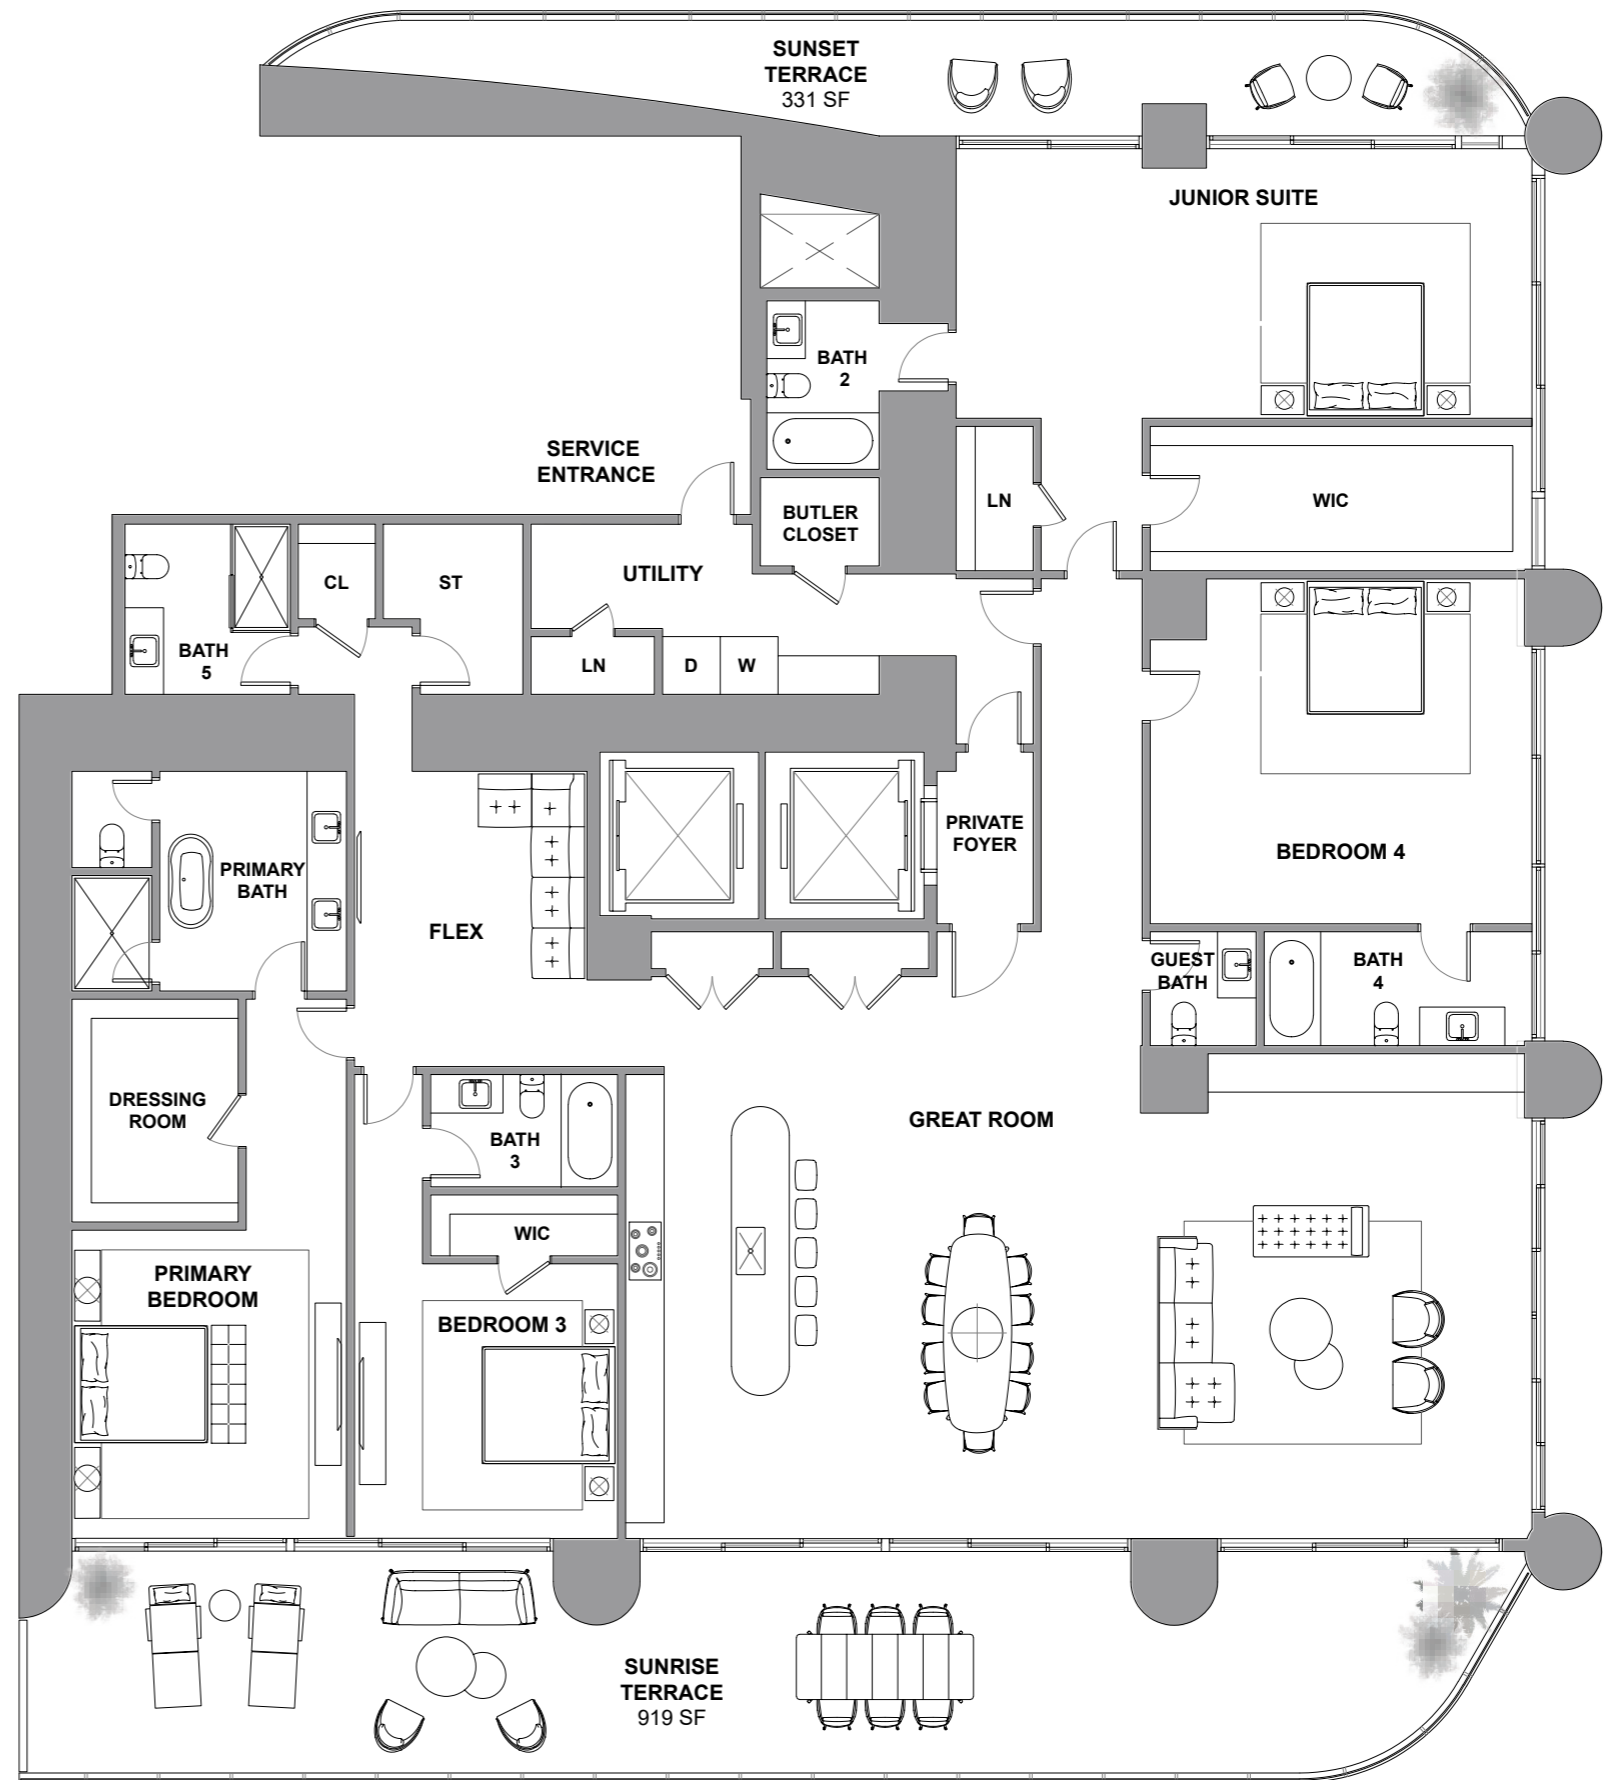 SUNSET
TERRACE
331 SF
JUNIOR SUITE
BATH
2
SERVICE
ENTRANCE
LN
WIC
BUTLER
CLOSET
UTILITY
CL
ST
BATH
5
LN
D
W
PRIVATE
FOYER
BEDROOM 4
PRIMARY
BATH
FLEX
GUEST
BATH
BATH
4
DRESSING
ROOM
GREAT ROOM
BATH
3
WIC
PRIMARY
BEDROOM
BEDROOM 3
SUNRISE
TERRACE
919 SF